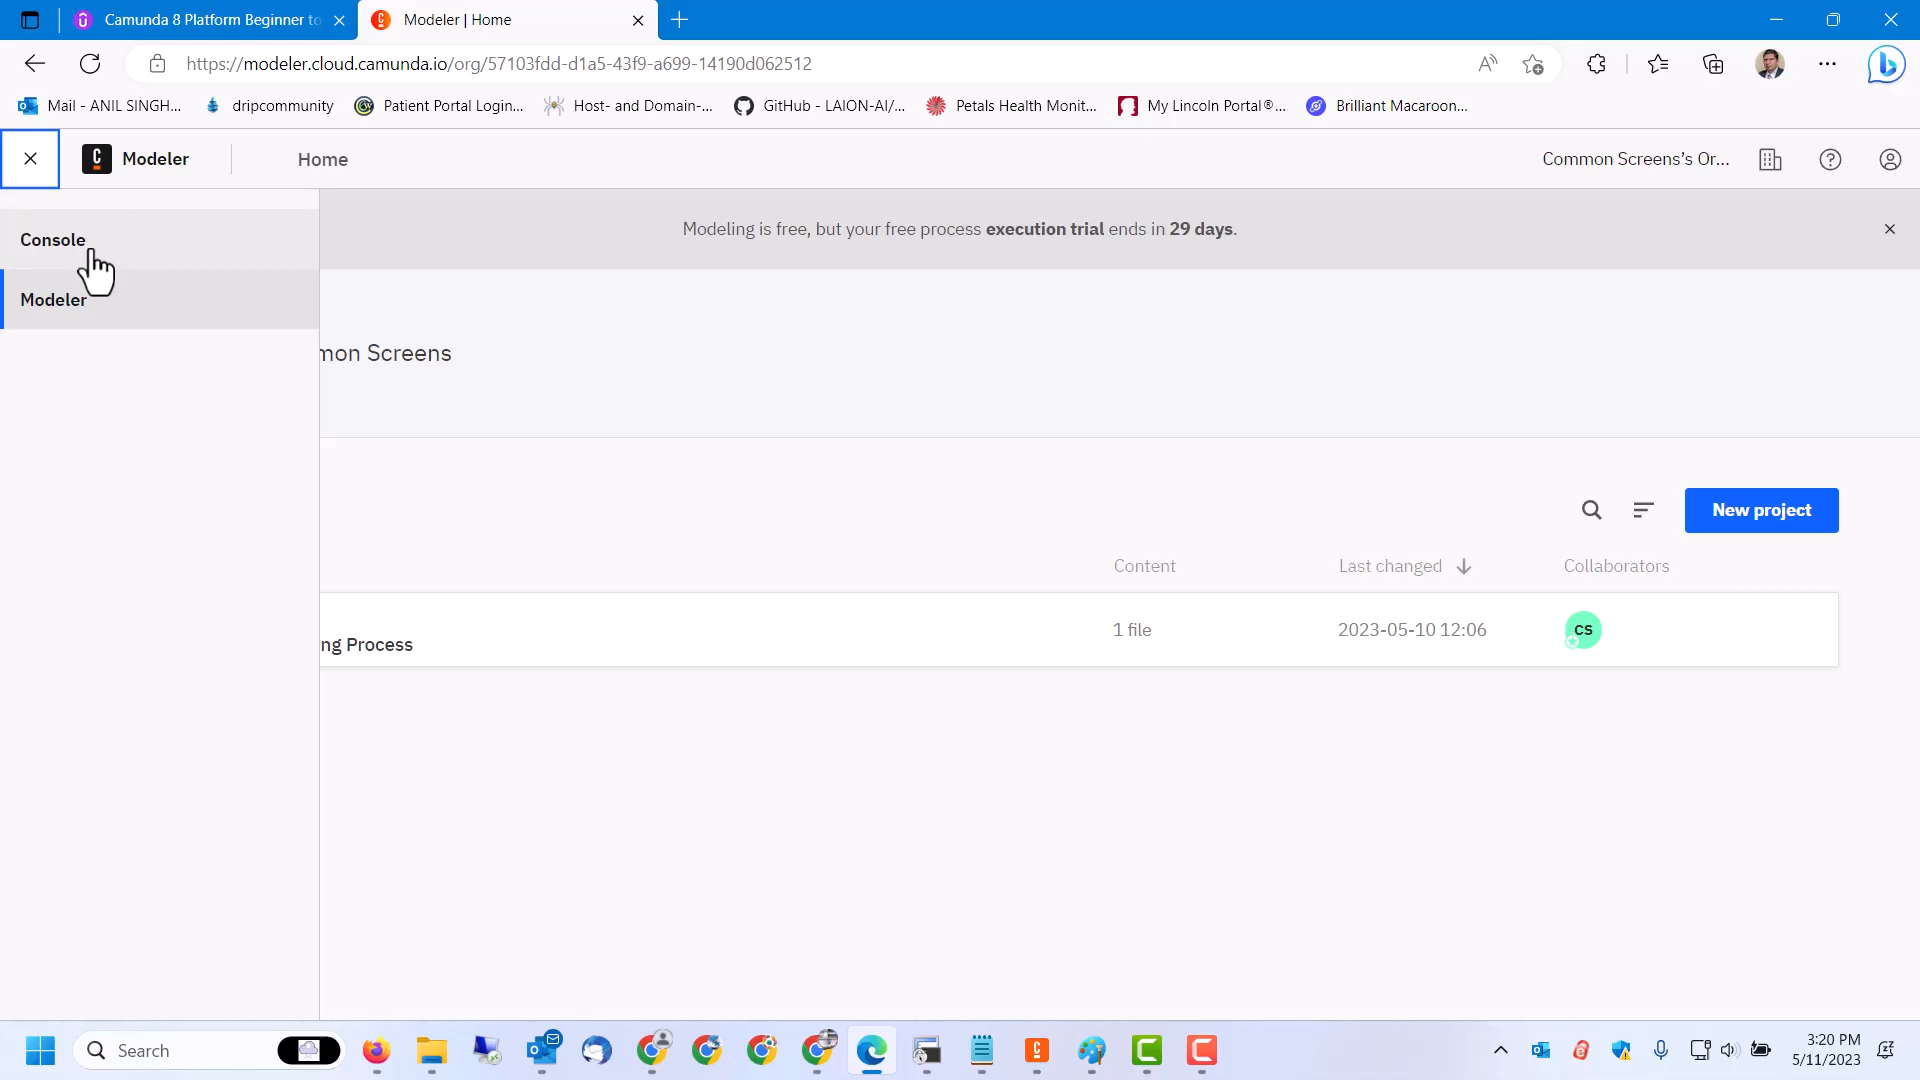 Camunda 8 Platform Beginner to
Modeler | Home
https://modeler.cloud.camunda.io/org/57103fdd-d1a5-43f9-a699-14190d062512
Mail - ANIL SINGH...
dripcommunity
Patient Portal Login...
Host- and Domain-...
GitHub - LAION-AI/...
Petals Health Monit...
My Lincoln Portal®...
Brilliant Macaroon...
Modeler
Home
Common Screens's Or...
Console
Modeler
Modeling is free, but your free process execution trial ends in 29 days.
mon Screens
New project
Content
Last changed
Collaborators
ng Process
1 file
2023-05-10 12:06
CS
Search
3:20 PM
5/11/2023